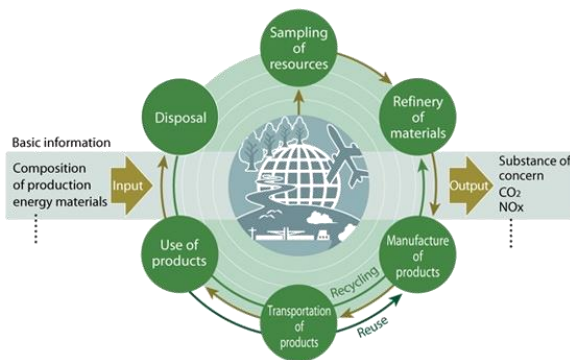 Sampling
of
resources
Disposal
Refinery
of
materials
Basic information
Composition
of production
energy materials
Input
Output
Substance of
concern
CO2
NOx
Use of
products
Manufacture
of
products
Recycling
Transportation
of
products
Reuse